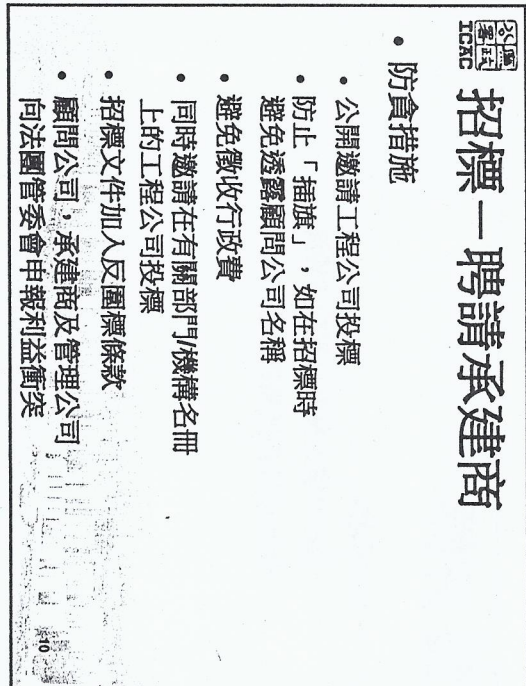 廉政公署
ICAC
招標－聘請承建商
• 防貪措施
• 公開邀請工程公司投標
• 防止「插旗」，如在招標時
避免透露顧問公司名稱
• 避免徵收行政費
• 同時邀請在有關部門/機構名冊
上的工程公司投標
• 招標文件加入反圍標條款
• 顧問公司，承建商及管理公司
向法團管委會申報利益衝突
10